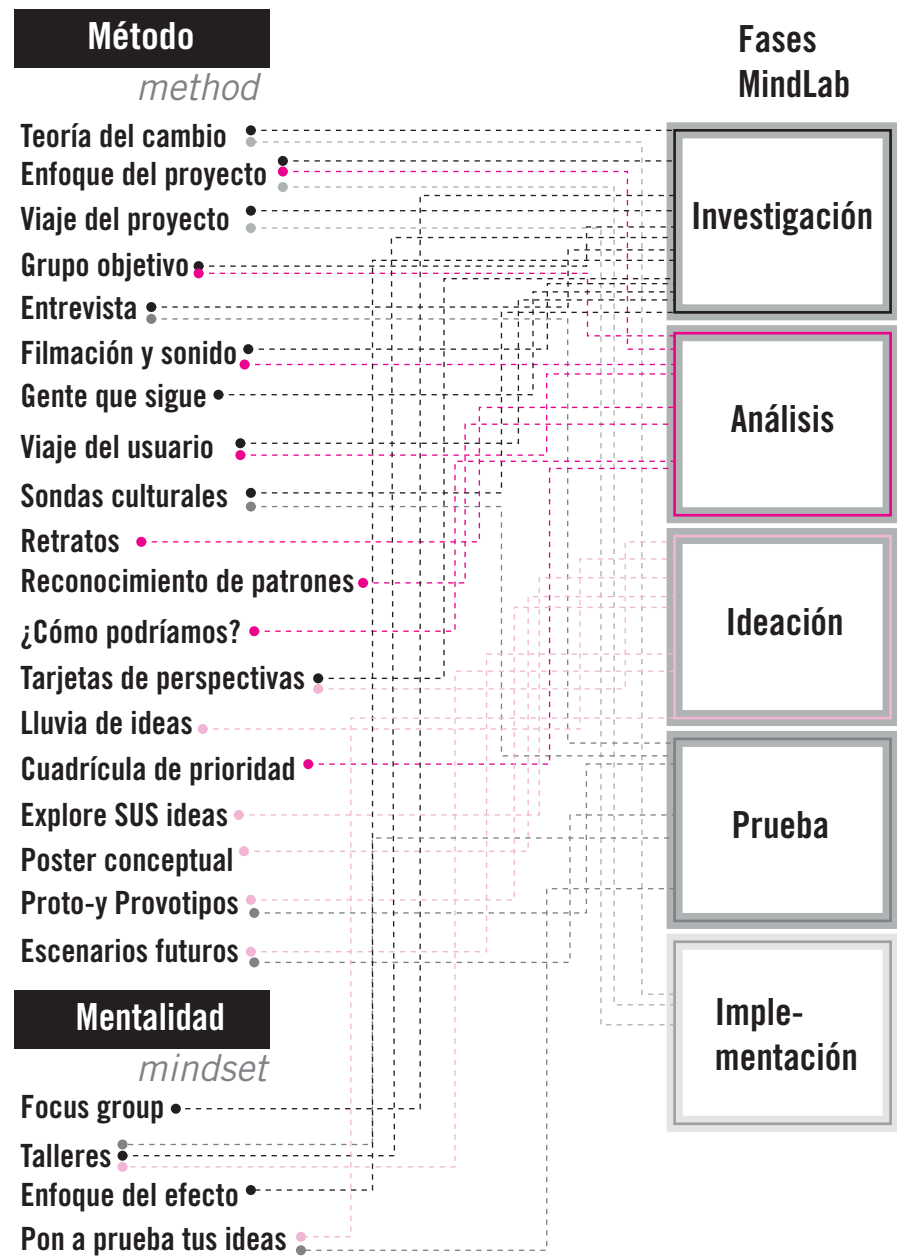 Método
method
Teoría del cambio
Enfoque del proyecto
Viaje del proyecto
Grupo objetivo
Entrevista
Filmación y sonido
Gente que sigue
Viaje del usuario
Sondas culturales
Retratos
Reconocimiento de patrones
¿Cómo podríamos?
Tarjetas de perspectivas
Lluvia de ideas
Cuadrícula de prioridad
Explore SUS ideas
Poster conceptual
Proto-y Provotipos
Escenarios futuros
Mentalidad
mindset
Focus group
Talleres
Enfoque del efecto
Pon a prueba tus ideas
Fases
MindLab
Investigación
Análisis
Ideación
Prueba
Imple-
mentación